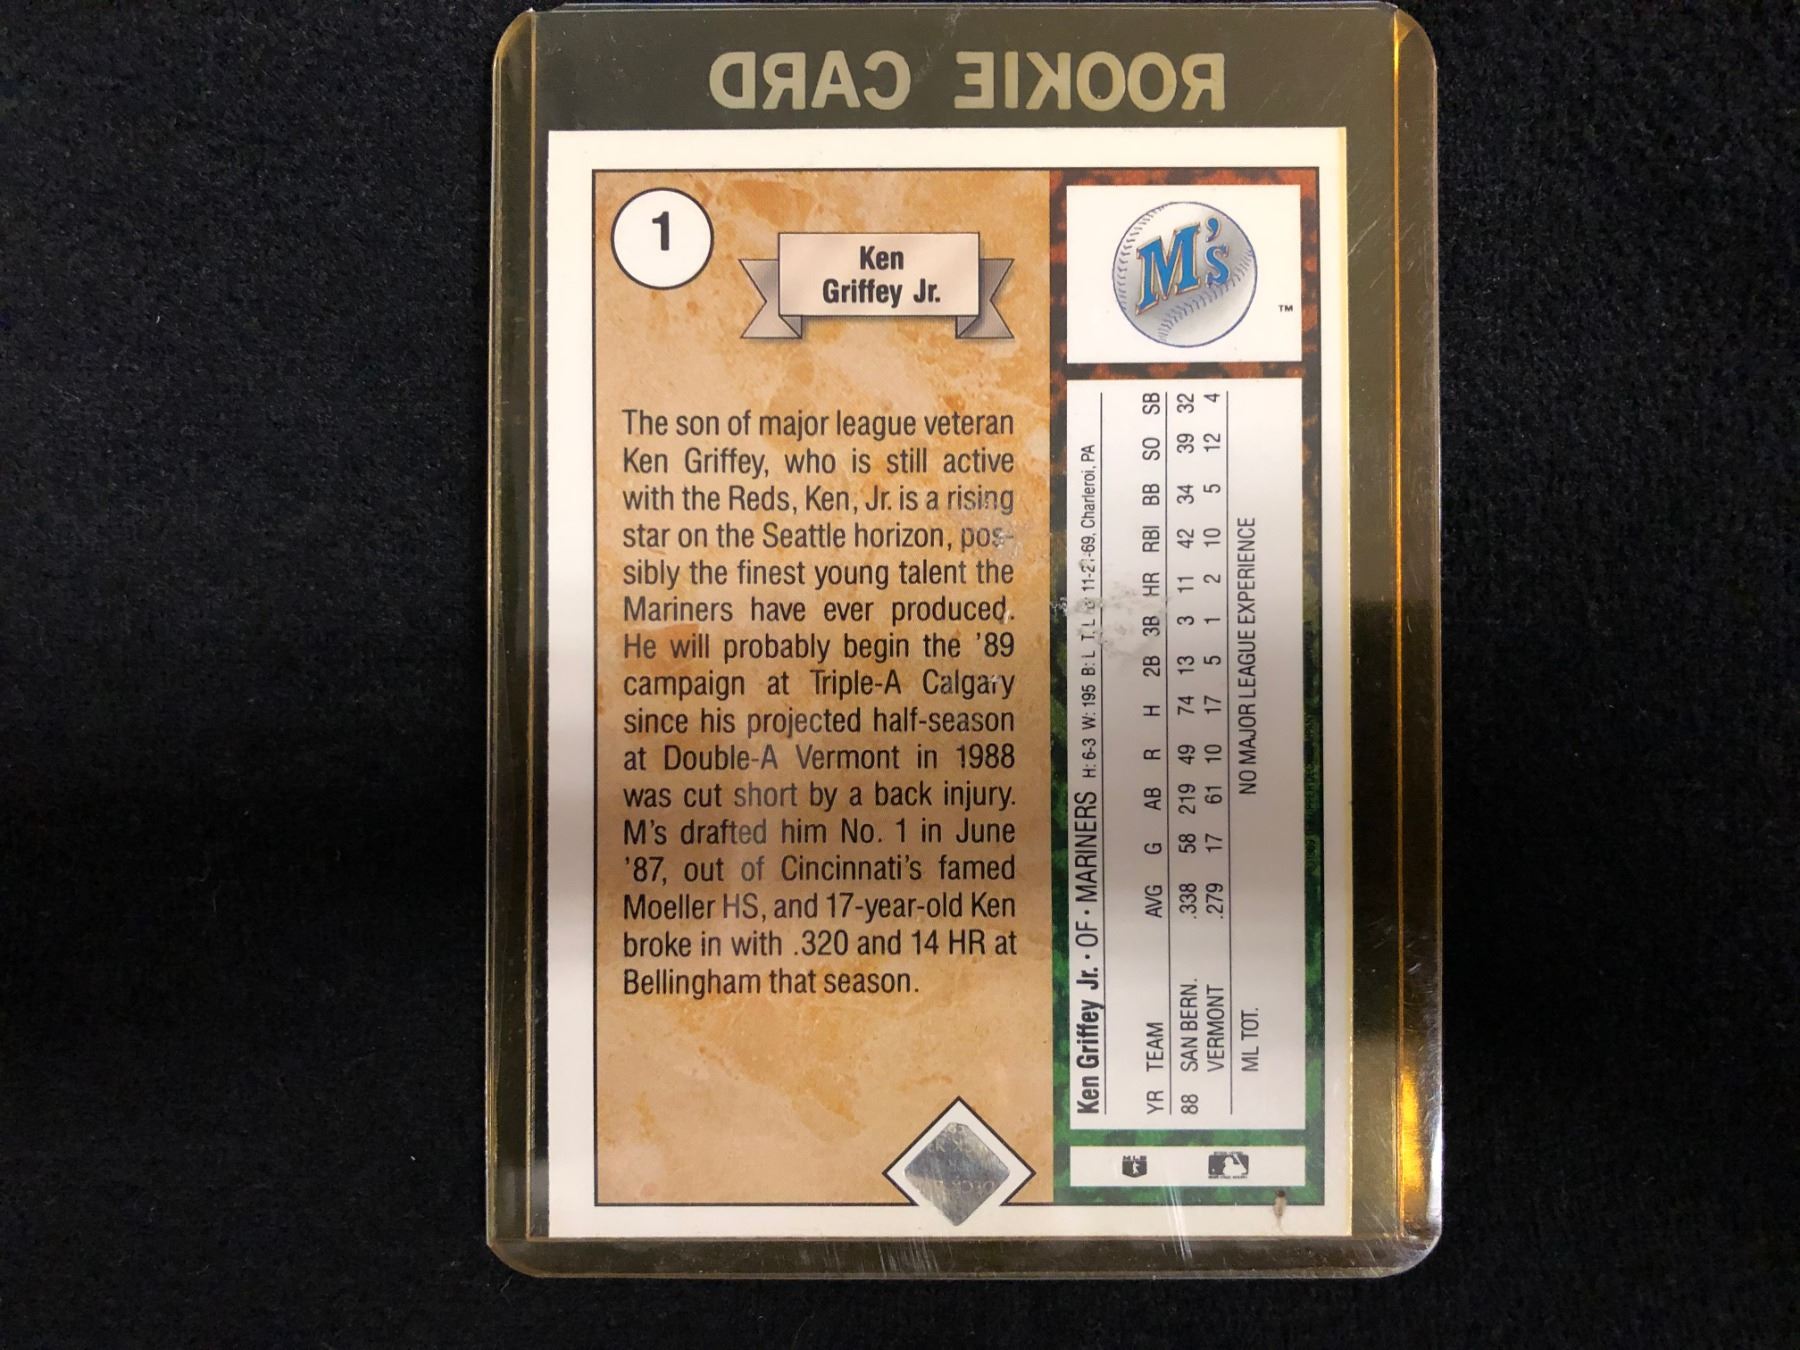 ROOKIE CARD
1
Ken
Griffey Jr.
M's
TM
The son of major league veteran
Ken Griffey, who is still active
with the Reds, Ken, Jr. is a rising
star on the Seattle horizon, pos-
sibly the finest young talent the
Mariners have ever produced.
He will probably begin the '89
campaign at Triple-A Calgary
since his projected half-season
at Double-A Vermont in 1988
was cut short by a back injury.
M's drafted him No. 1 in June
'87, out of Cincinnati's famed
Moeller HS, and 17-year-old Ken
broke in with .320 and 14 HR at
Bellingham that season.
Ken Griffey Jr. • OF • MARINERS H: 6-3 W: 195 B: L T: L 11-21-69, Charleroi, PA
YR TEAM AVG G AB R H 2B 3B HR RBI BB SO SB
88 SAN BERN. .338 58 219 49 74 13 3 11 42 34 39 32
VERMONT .279 17 61 10 17 5 1 2 10 5 12 4
ML TOT. NO MAJOR LEAGUE EXPERIENCE